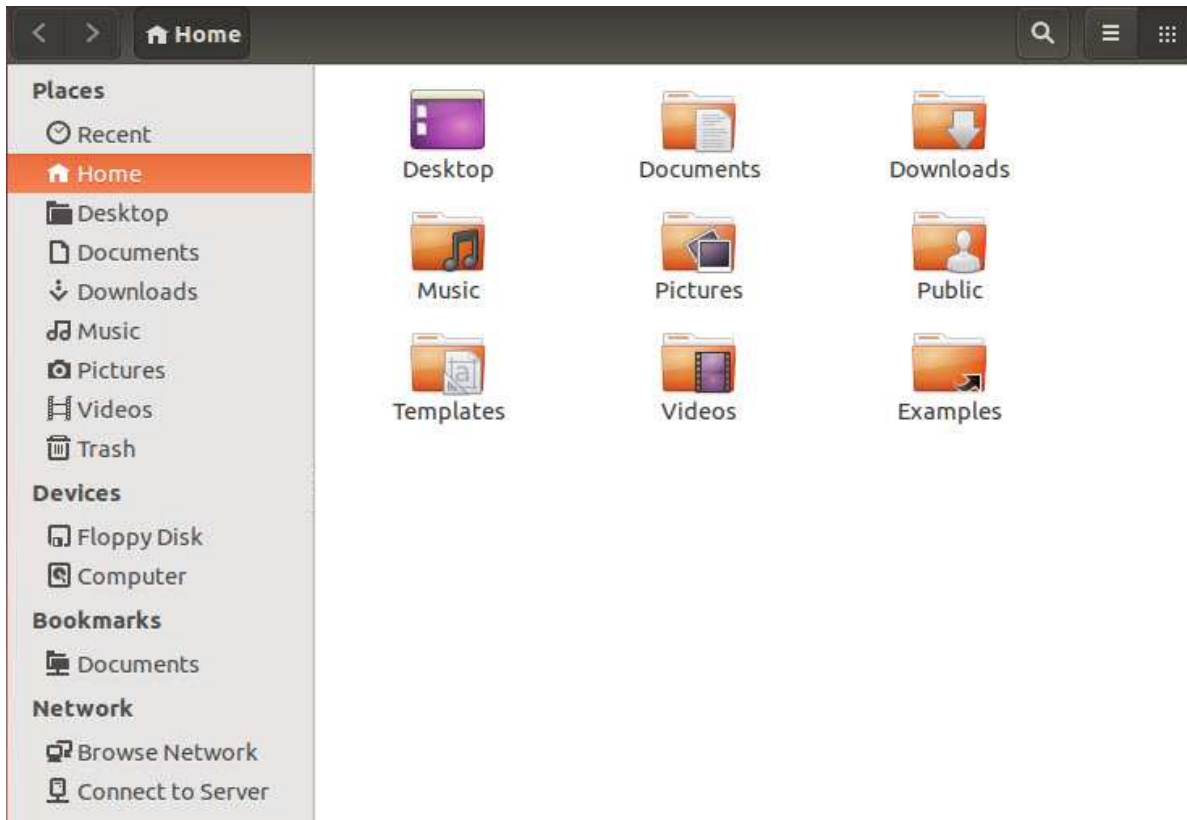 Home
Places
Recent
Home
Desktop
Documents
Downloads
Music
Pictures
Videos
Trash
Devices
Floppy Disk
Computer
Bookmarks
Documents
Network
Browse Network
Connect to Server
Desktop Documents Downloads
Music Pictures Public
Templates Videos Examples